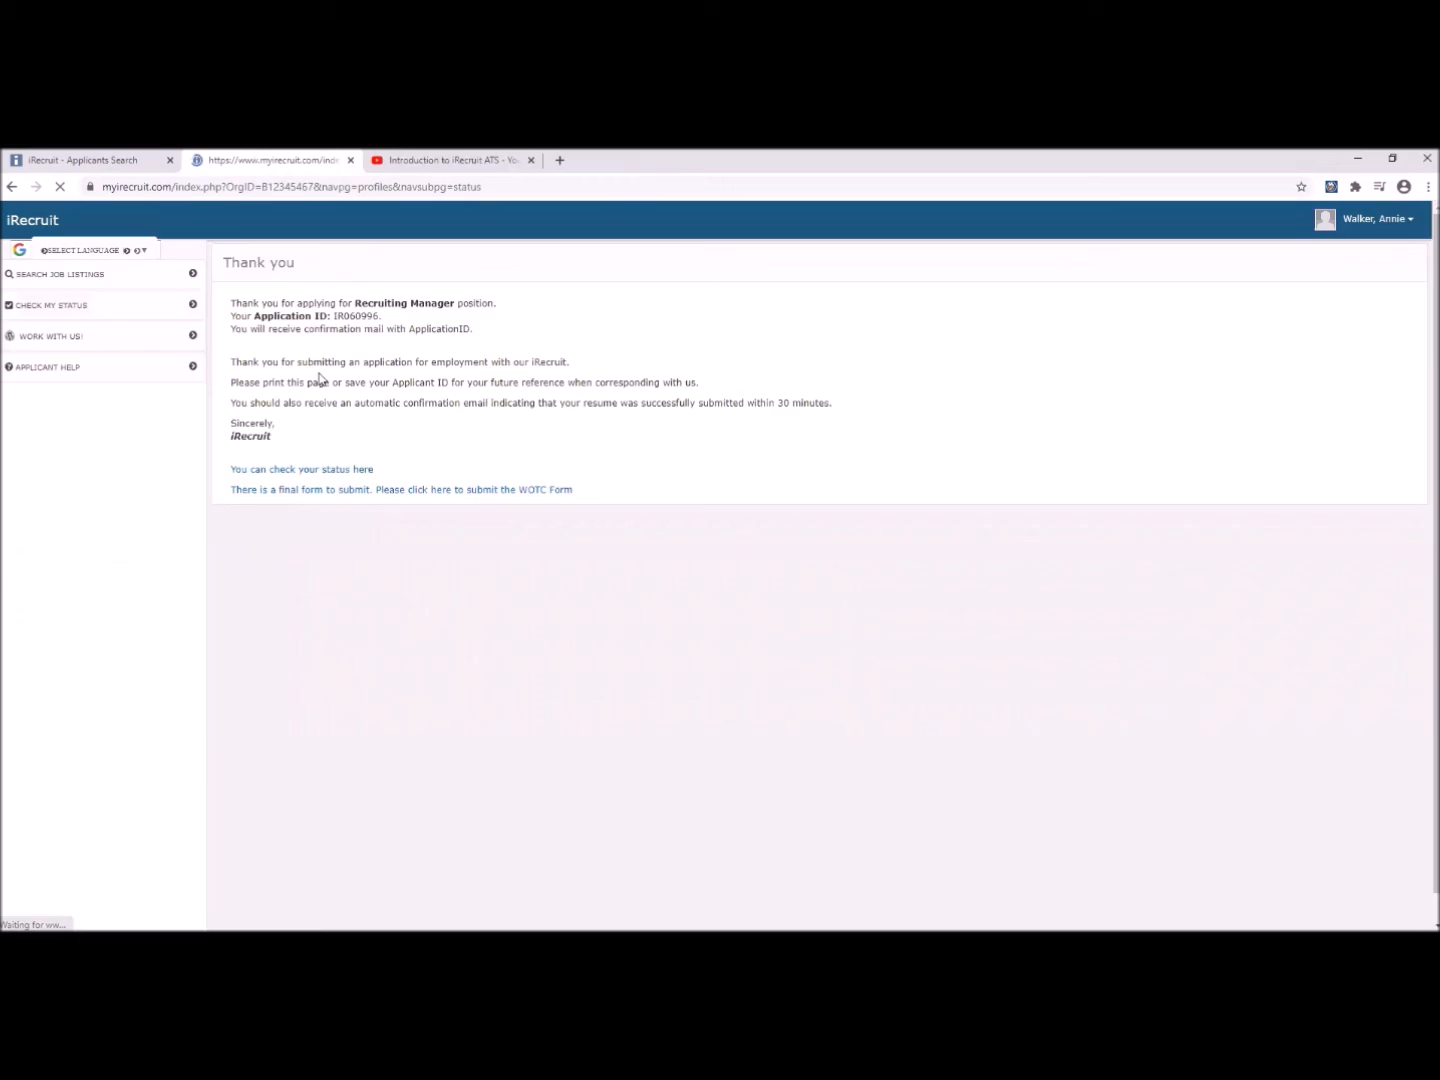 iRecruit - Applicants Search
https://www.myirecruit.com/inde
Introduction to iRecruit ATS - Yo
myirecruit.com/index.php?OrgID=B12345467&navpg=profiles&navsubpg=status
iRecruit
Walker, Annie
SELECT LANGUAGE
Thank you
SEARCH JOB LISTINGS
CHECK MY STATUS
WORK WITH US!
APPLICANT HELP
Thank you for applying for Recruiting Manager position.
Your Application ID: IR060996.
You will receive confirmation mail with ApplicationID.
Thank you for submitting an application for employment with our iRecruit.
Please print this page or save your Applicant ID for your future reference when corresponding with us.
You should also receive an automatic confirmation email indicating that your resume was successfully submitted within 30 minutes.
Sincerely,
iRecruit
You can check your status here
There is a final form to submit. Please click here to submit the WOTC Form
Waiting for ww...